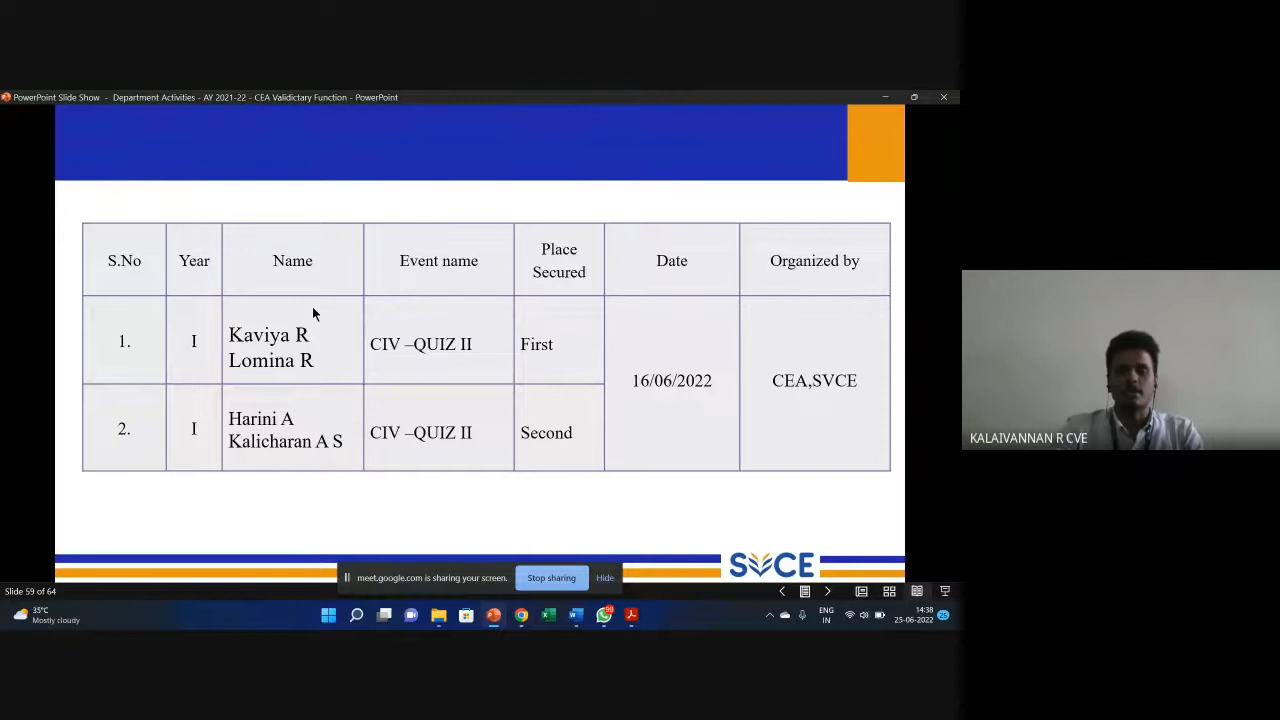 PowerPoint Slide Show - Department Activities - AY 2021-22 - CEA Validictary Function - PowerPoint
S.No Year Name Event name Place Secured Date Organized by
1. I Kaviya R CIV –QUIZ II First 16/06/2022 CEA,SVCE
Lomina R
2. I Harini A CIV –QUIZ II Second
Kalicharan A S
SVCE
meet.google.com is sharing your screen. Stop sharing Hide
Slide 59 of 64
35°C
Mostly cloudy
99
ENG
IN
14:38
25-06-2022
25
KALAIVANNAN R CVE